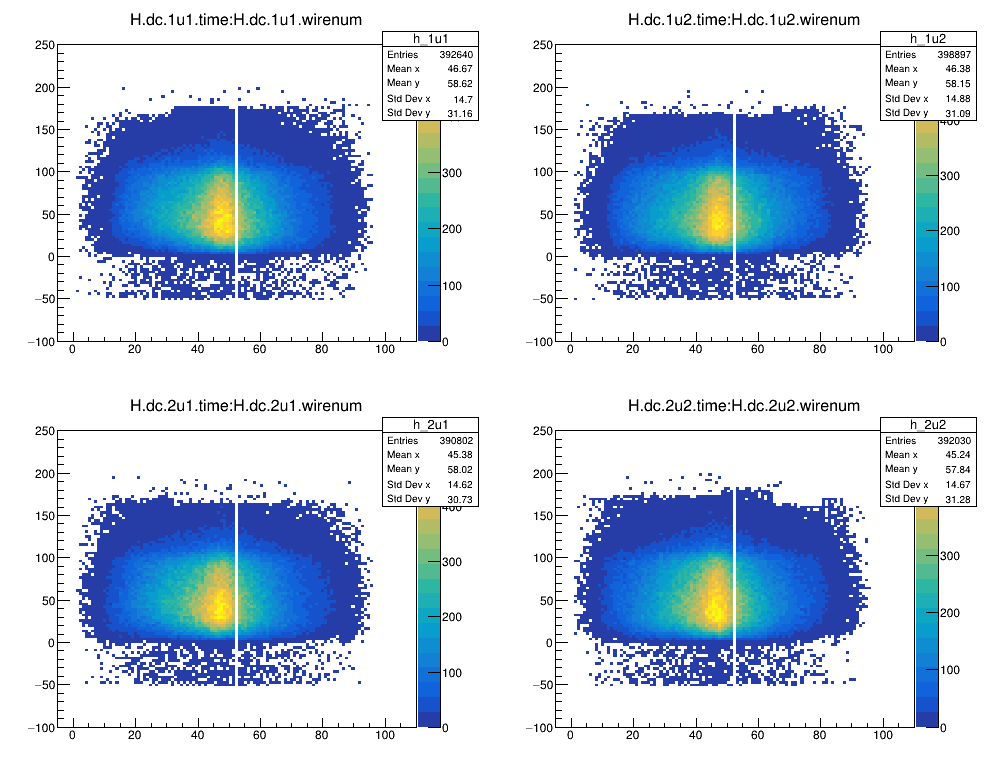 H.dc.1u1.time:H.dc.1u1.wirenum
h_1u1
Entries 392640
Mean x 46.67
Mean y 58.62
Std Dev x 14.7
Std Dev y 31.16
250
200
150
100
50
0
−50
−100
0 20 40 60 80 100
300
200
100
0
H.dc.1u2.time:H.dc.1u2.wirenum
h_1u2
Entries 398897
Mean x 46.38
Mean y 58.15
Std Dev x 14.88
Std Dev y 31.09
250
200
150
100
50
0
−50
−100
0 20 40 60 80 100
400
300
200
100
0
H.dc.2u1.time:H.dc.2u1.wirenum
h_2u1
Entries 390802
Mean x 45.38
Mean y 58.02
Std Dev x 14.62
Std Dev y 30.73
250
200
150
100
50
0
−50
−100
0 20 40 60 80 100
400
300
200
100
0
H.dc.2u2.time:H.dc.2u2.wirenum
h_2u2
Entries 392030
Mean x 45.24
Mean y 57.84
Std Dev x 14.67
Std Dev y 31.28
250
200
150
100
50
0
−50
−100
0 20 40 60 80 100
300
200
100
0